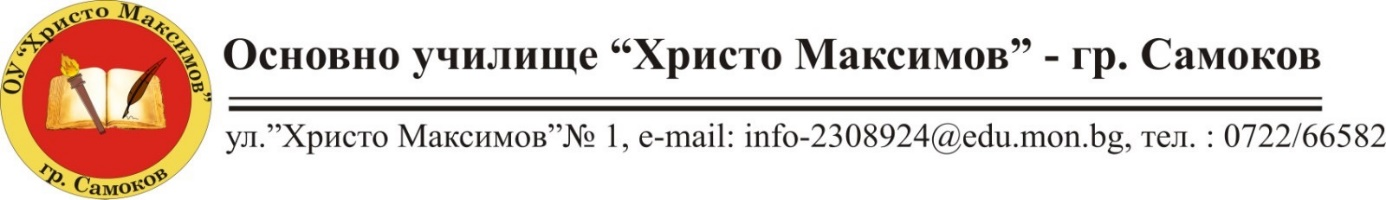 ОУ “Христо Максимов”
гр. Самоков
Основно училище “Христо Максимов” - гр. Самоков
ул.”Христо Максимов”№ 1, e-mail: info-2308924@edu.mon.bg, тел. : 0722/66582